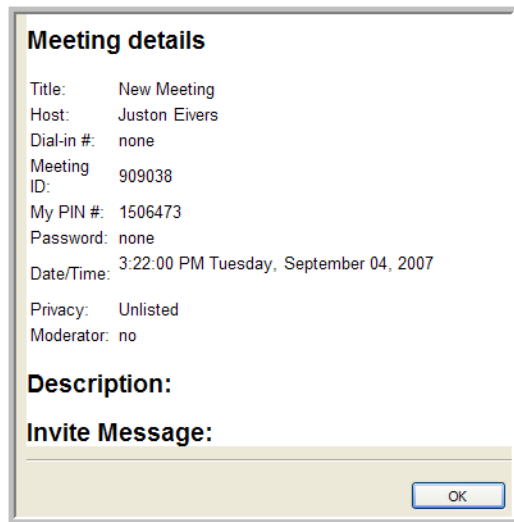 Meeting details
Title: New Meeting
Host: Juston Eivers
Dial-in #: none
Meeting ID: 909038
My PIN #: 1506473
Password: none
Date/Time: 3:22:00 PM Tuesday, September 04, 2007
Privacy: Unlisted
Moderator: no
Description:
Invite Message:
OK